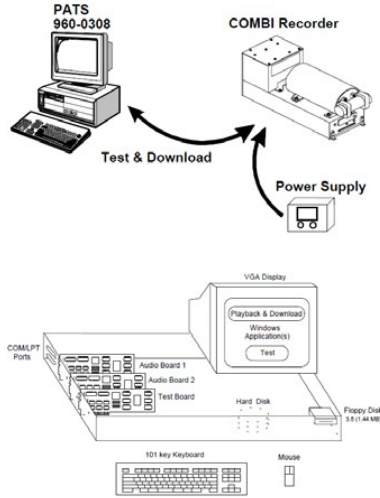 PATS
960-0308
COMBI Recorder
Test & Download
Power Supply
VGA Display
Playback & Download
Windows
Application(s)
Test
COM/LPT
Ports
Audio Board 1
Audio Board 2
Test Board
Hard Disk
Floppy Disk
3.5 (1.44 MB)
101 key Keyboard
Mouse